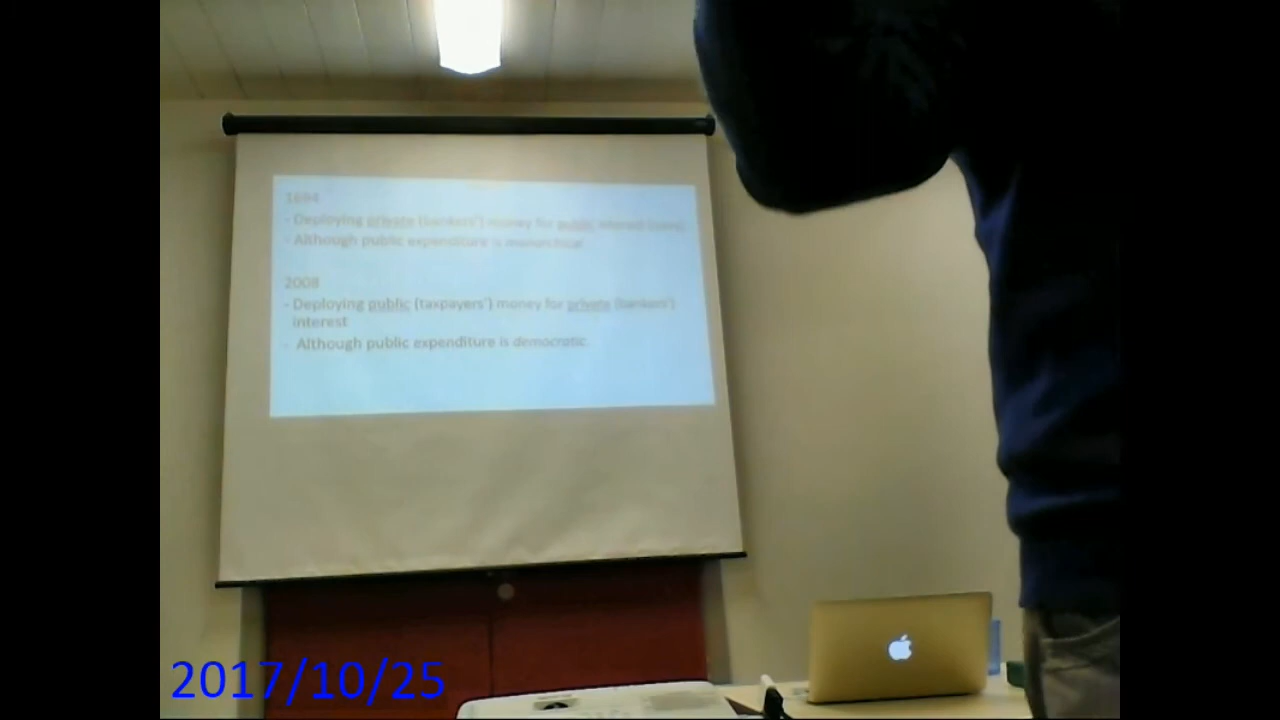 1694
- Deploying private (bankers') money for public interest
- Although public expenditure is monarchical
2008
- Deploying public (taxpayers') money for private (bankers')
interest
- Although public expenditure is democratic.
2017/10/25